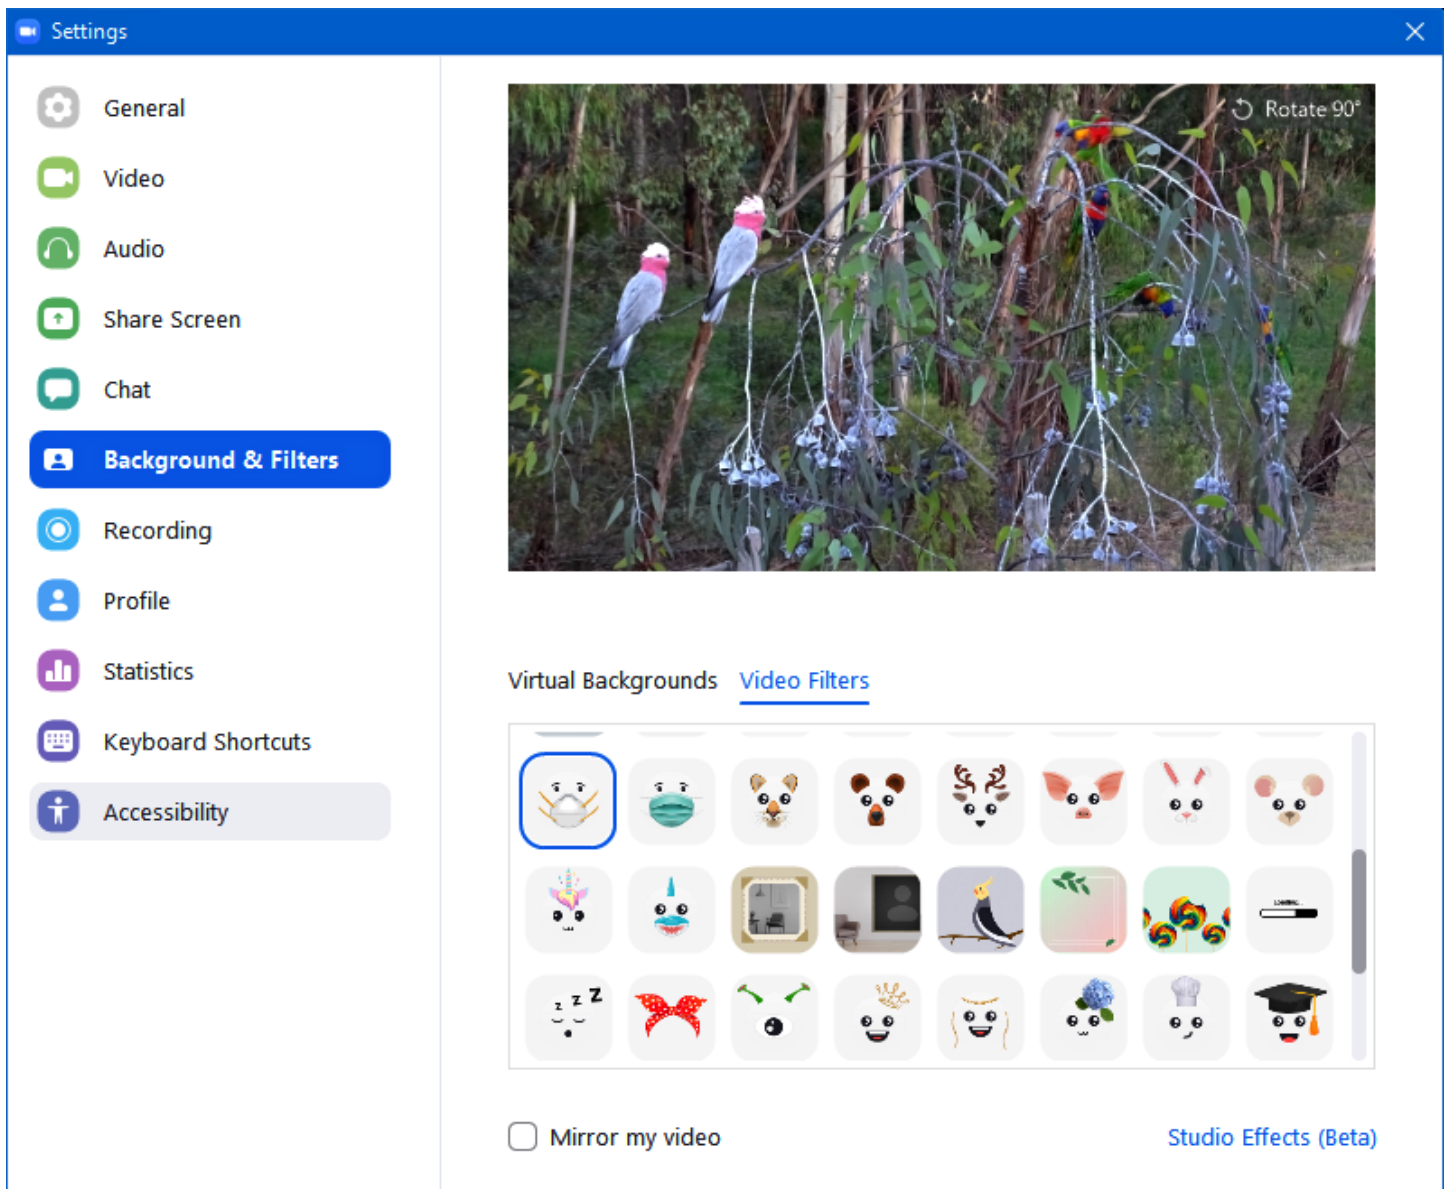 Settings
General
Video
Audio
Share Screen
Chat
Background & Filters
Recording
Profile
Statistics
Keyboard Shortcuts
Accessibility
Rotate 90°
Virtual Backgrounds
Video Filters
z z Z
Mirror my video
Studio Effects (Beta)